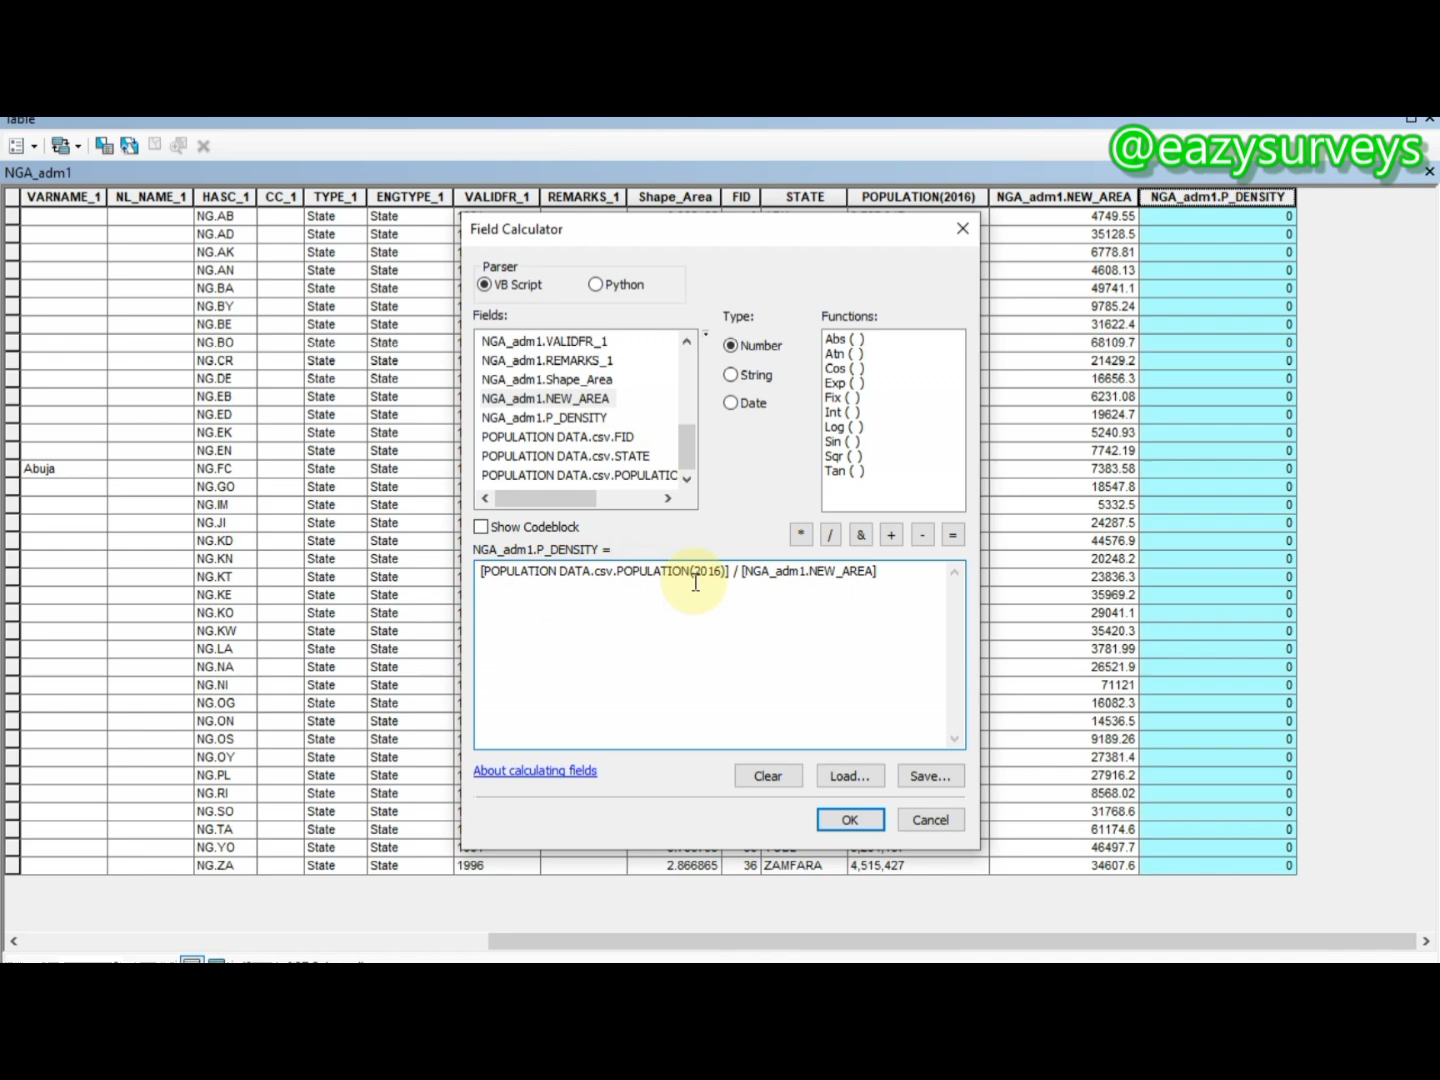 Table
@eazysurveys
NGA_adm1
VARNAME_1 NL_NAME_1 HASC_1 CC_1 TYPE_1 ENGTYPE_1 VALIDFR_1 REMARKS_1 Shape_Area FID STATE POPULATION(2016) NGA_adm1.NEW_AREA NGA_adm1.P_DENSITY
NG.AB State State 4749.55 0
NG.AD State State 35128.5 0
NG.AK State State 6778.81 0
NG.AN State State 4608.13 0
NG.BA State State 49741.1 0
NG.BY State State 9785.24 0
NG.BE State State 31622.4 0
NG.BO State State 68109.7 0
NG.CR State State 21429.2 0
NG.DE State State 16656.3 0
NG.EB State State 6231.08 0
NG.ED State State 19624.7 0
NG.EK State State 5240.93 0
NG.EN State State 7742.19 0
Abuja NG.FC State State 7383.58 0
NG.GO State State 18547.8 0
NG.IM State State 5332.5 0
NG.JI State State 24287.5 0
NG.KD State State 44576.9 0
NG.KN State State 20248.2 0
NG.KT State State 23836.3 0
NG.KE State State 35969.2 0
NG.KO State State 29041.1 0
NG.KW State State 35420.3 0
NG.LA State State 3781.99 0
NG.NA State State 26521.9 0
NG.NI State State 71121 0
NG.OG State State 16082.3 0
NG.ON State State 14536.5 0
NG.OS State State 9189.26 0
NG.OY State State 27381.4 0
NG.PL State State 27916.2 0
NG.RI State State 8568.02 0
NG.SO State State 31768.6 0
NG.TA State State 61174.6 0
NG.YO State State 46497.7 0
NG.ZA State State 1996 2.866865 36 ZAMFARA 4,515,427 34607.6 0
Field Calculator
Parser
VB Script Python
Fields: Type: Functions:
NGA_adm1.VALIDFR_1
NGA_adm1.REMARKS_1
NGA_adm1.Shape_Area
NGA_adm1.NEW_AREA
NGA_adm1.P_DENSITY
POPULATION DATA.csv.FID
POPULATION DATA.csv.STATE
POPULATION DATA.csv.POPULATIC
Number
String
Date
Abs ( )
Atn ( )
Cos ( )
Exp ( )
Fix ( )
Int ( )
Log ( )
Sin ( )
Sqr ( )
Tan ( )
Show Codeblock
* / & + - =
NGA_adm1.P_DENSITY =
[POPULATION DATA.csv.POPULATION(2016)] / [NGA_adm1.NEW_AREA]
About calculating fields
Clear Load... Save...
OK Cancel